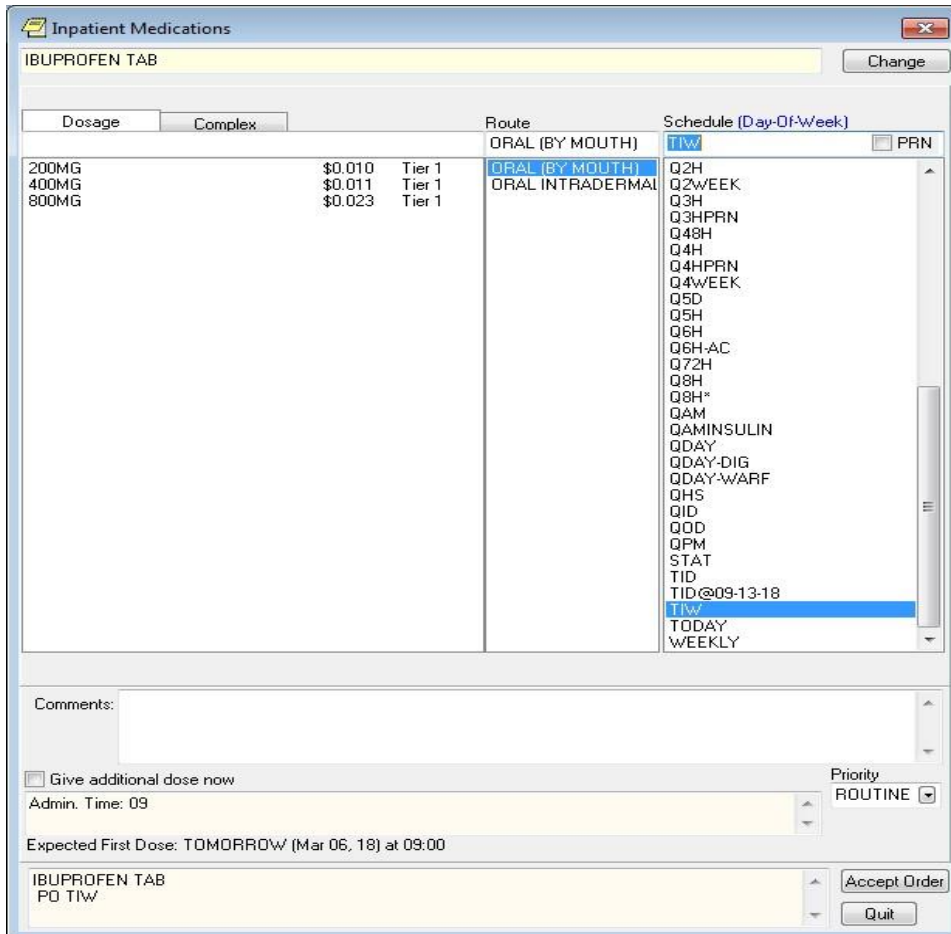 Inpatient Medications
IBUPROFEN TAB
Change
Dosage
Complex
Route
Schedule (Day-Of-Week)
ORAL (BY MOUTH)
TIW
PRN
200MG $0.010 Tier 1
400MG $0.011 Tier 1
800MG $0.023 Tier 1
ORAL (BY MOUTH)
ORAL INTRADERMAL
Q2H
Q2WEEK
Q3H
Q3HPRN
Q48H
Q4H
Q4HPRN
Q4WEEK
Q5D
Q5H
Q6H
Q6H-AC
Q72H
Q8H
Q8H*
QAM
QAMINSULIN
QDAY
QDAY-DIG
QDAY-WARF
QHS
QID
QOD
QPM
STAT
TID
TID@09-13-18
TIW
TODAY
WEEKLY
Comments:
Give additional dose now
Priority
ROUTINE
Admin. Time: 09
Expected First Dose: TOMORROW (Mar 06, 18) at 09:00
IBUPROFEN TAB
PO TIW
Accept Order
Quit